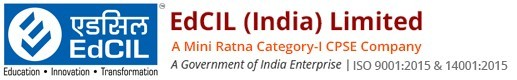 एडसिल
EdCIL
Education • Innovation • Transformation
EdCIL (India) Limited
A Mini Ratna Category-I CPSE Company
A Government of India Enterprise | ISO 9001:2015 & 14001:2015